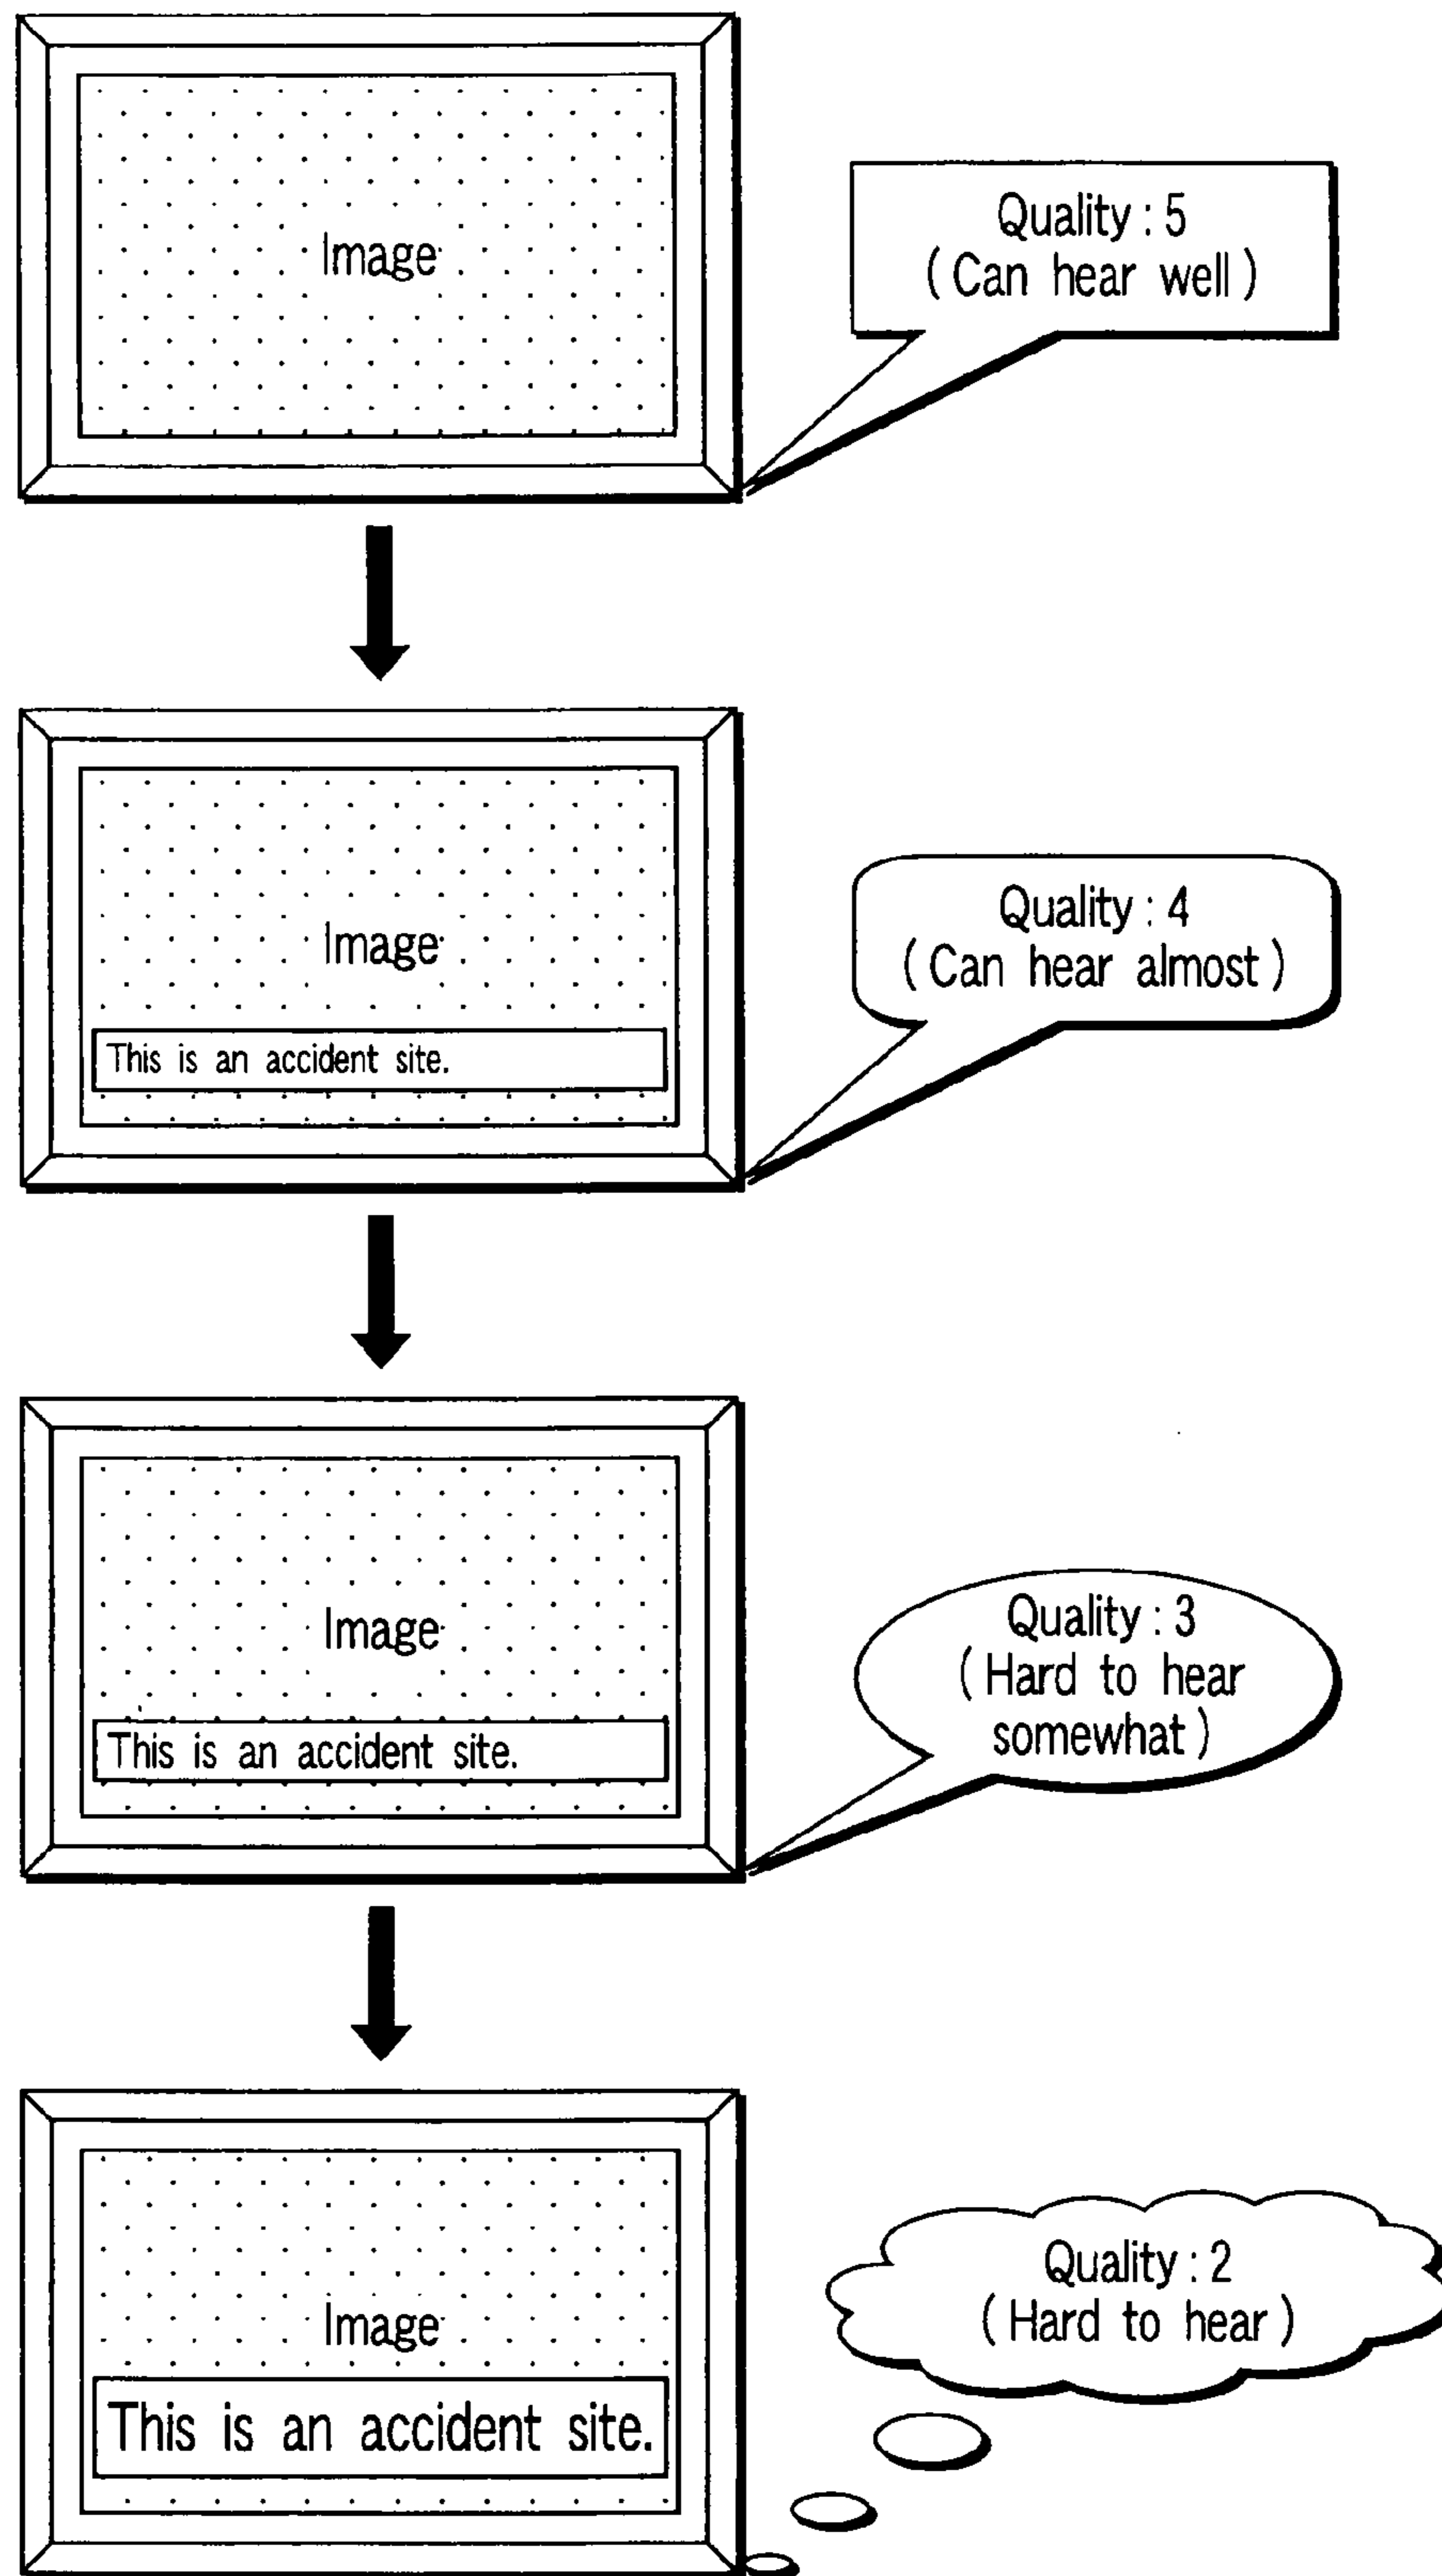 Image
Quality : 5
( Can hear well )
Image
This is an accident site.
Quality : 4
( Can hear almost )
Image
This is an accident site.
Quality : 3
( Hard to hear
somewhat )
Image
This is an accident site.
Quality : 2
( Hard to hear )